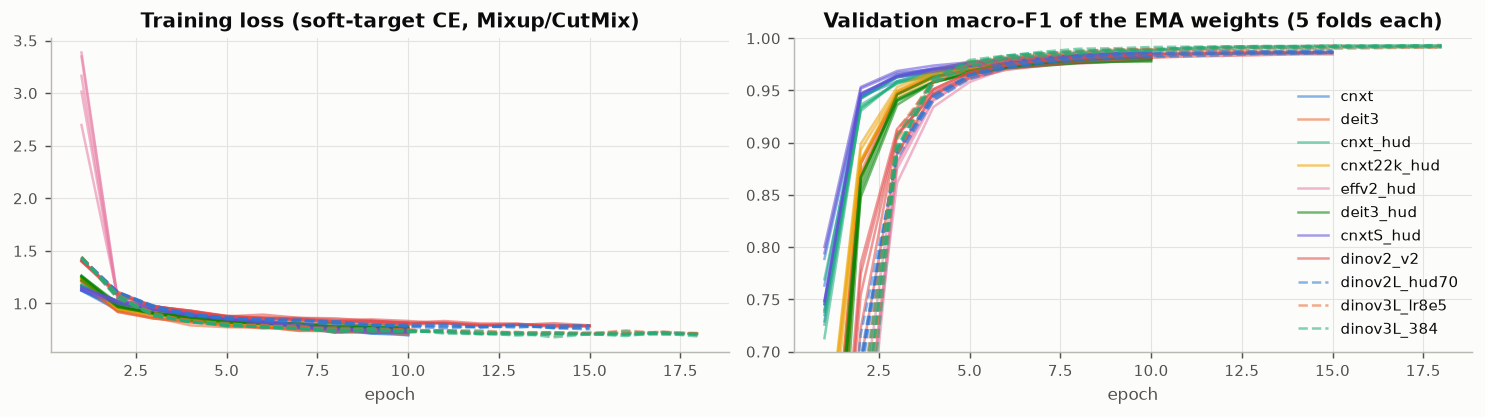 Training loss (soft-target CE, Mixup/CutMix)
3.5
3.0
2.5
2.0
1.5
1.0
2.5 5.0 7.5 10.0 12.5 15.0 17.5
epoch
Validation macro-F1 of the EMA weights (5 folds each)
1.00
0.95
0.90
0.85
0.80
0.75
0.70
cnxt
deit3
cnxt_hud
cnxt22k_hud
effv2_hud
deit3_hud
cnxtS_hud
dinov2_v2
dinov2L_hud70
dinov3L_lr8e5
dinov3L_384
2.5 5.0 7.5 10.0 12.5 15.0 17.5
epoch